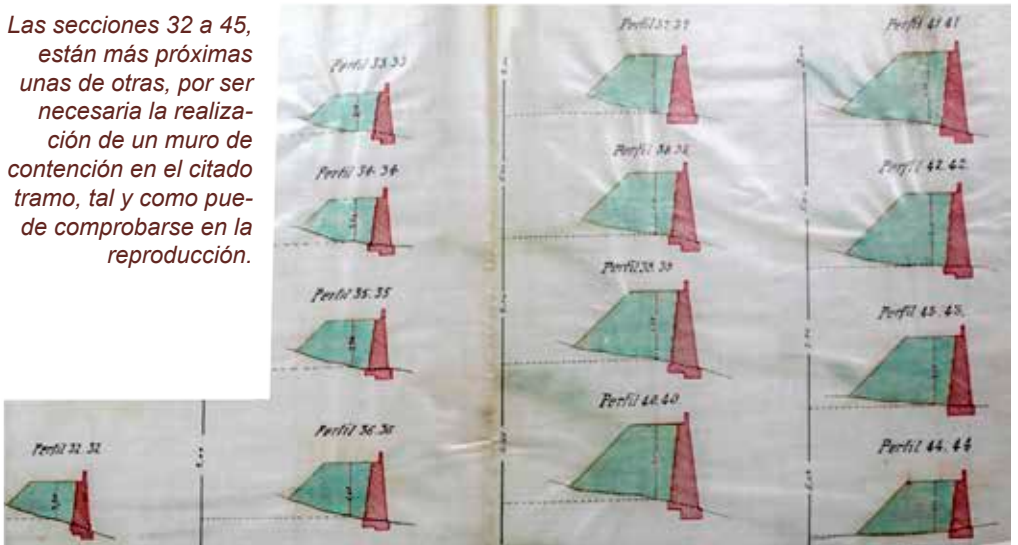 Las secciones 32 a 45,
están más próximas
unas de otras, por ser
necesaria la realiza-
ción de un muro de
contención en el citado
tramo, tal y como pue-
de comprobarse en la
reproducción.
Perfil 32.32
Perfil 33.33
Perfil 34.34
Perfil 35.35
Perfil 36.36
Perfil 37.37
Perfil 38.38
Perfil 39.39
Perfil 40.40
Perfil 41.41
Perfil 42.42
Perfil 43.43
Perfil 44.44